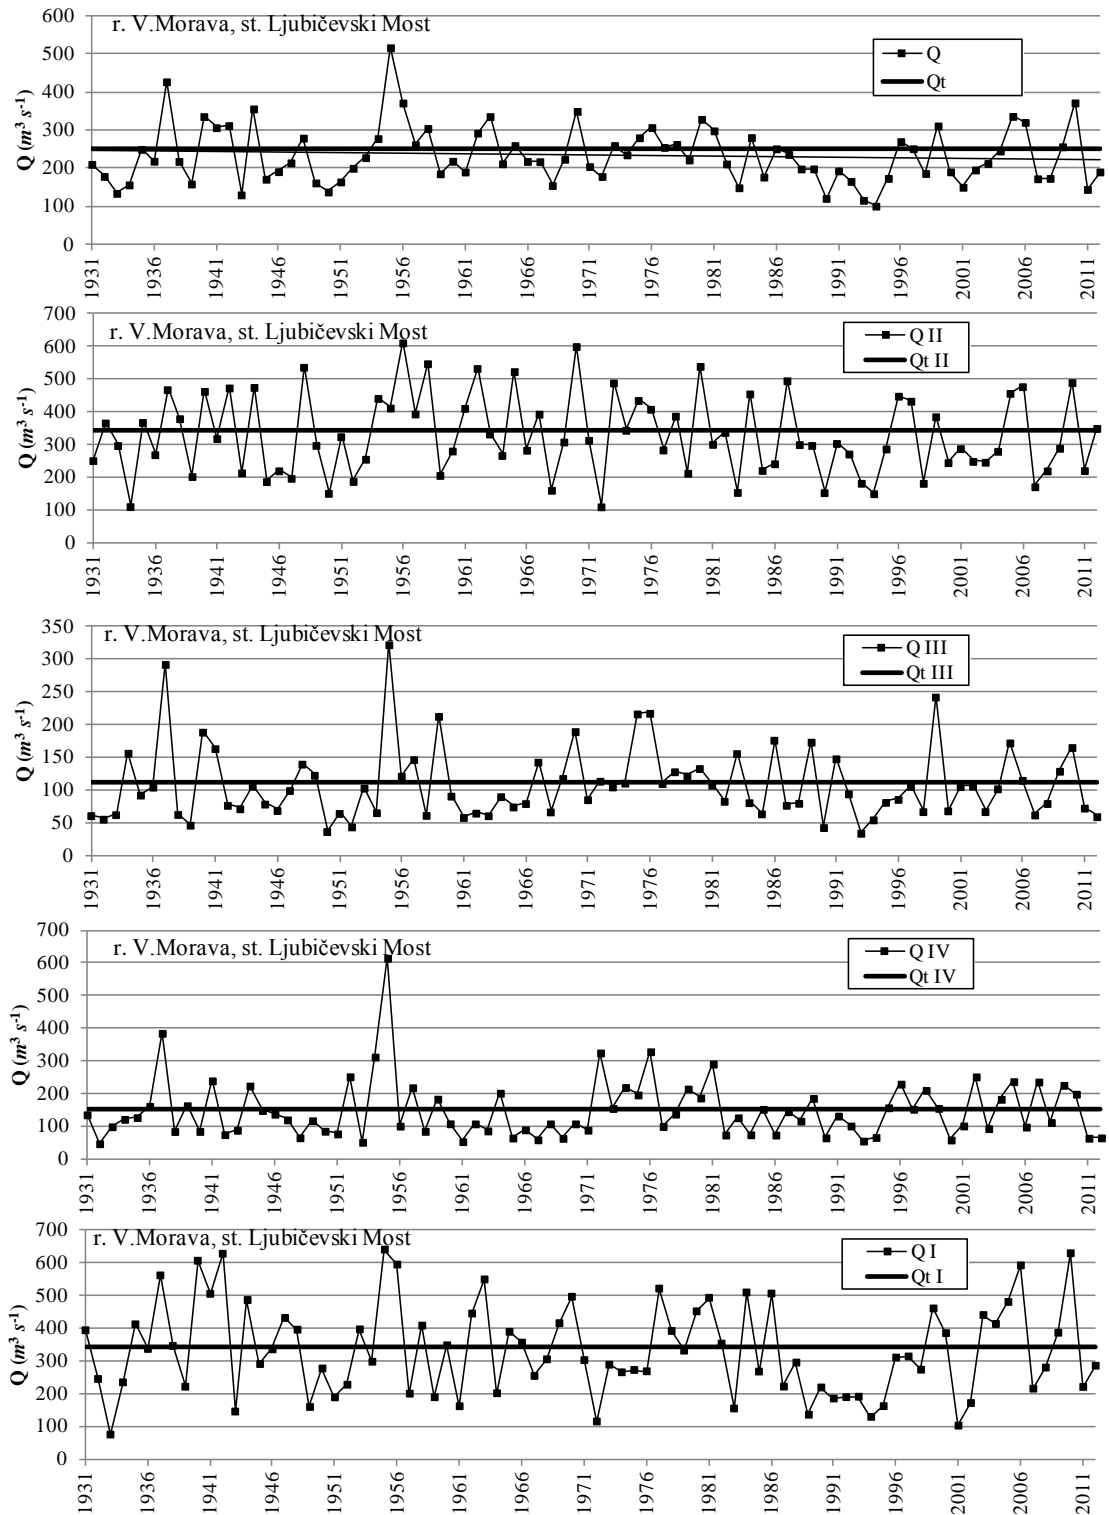 r. V.Morava, st. Ljubičevski Most
Q (m³ s⁻¹)
600
500
400
300
200
100
0
Q
Qt
1931 1936 1941 1946 1951 1956 1961 1966 1971 1976 1981 1986 1991 1996 2001 2006 2011
r. V.Morava, st. Ljubičevski Most
Q (m³ s⁻¹)
700
600
500
400
300
200
100
0
Q II
Qt II
1931 1936 1941 1946 1951 1956 1961 1966 1971 1976 1981 1986 1991 1996 2001 2006 2011
r. V.Morava, st. Ljubičevski Most
Q (m³ s⁻¹)
350
300
250
200
150
100
50
0
Q III
Qt III
1931 1936 1941 1946 1951 1956 1961 1966 1971 1976 1981 1986 1991 1996 2001 2006 2011
r. V.Morava, st. Ljubičevski Most
Q (m³ s⁻¹)
700
600
500
400
300
200
100
0
Q IV
Qt IV
1931 1936 1941 1946 1951 1956 1961 1966 1971 1976 1981 1986 1991 1996 2001 2006 2011
r. V.Morava, st. Ljubičevski Most
Q (m³ s⁻¹)
700
600
500
400
300
200
100
0
Q I
Qt I
1931 1936 1941 1946 1951 1956 1961 1966 1971 1976 1981 1986 1991 1996 2001 2006 2011